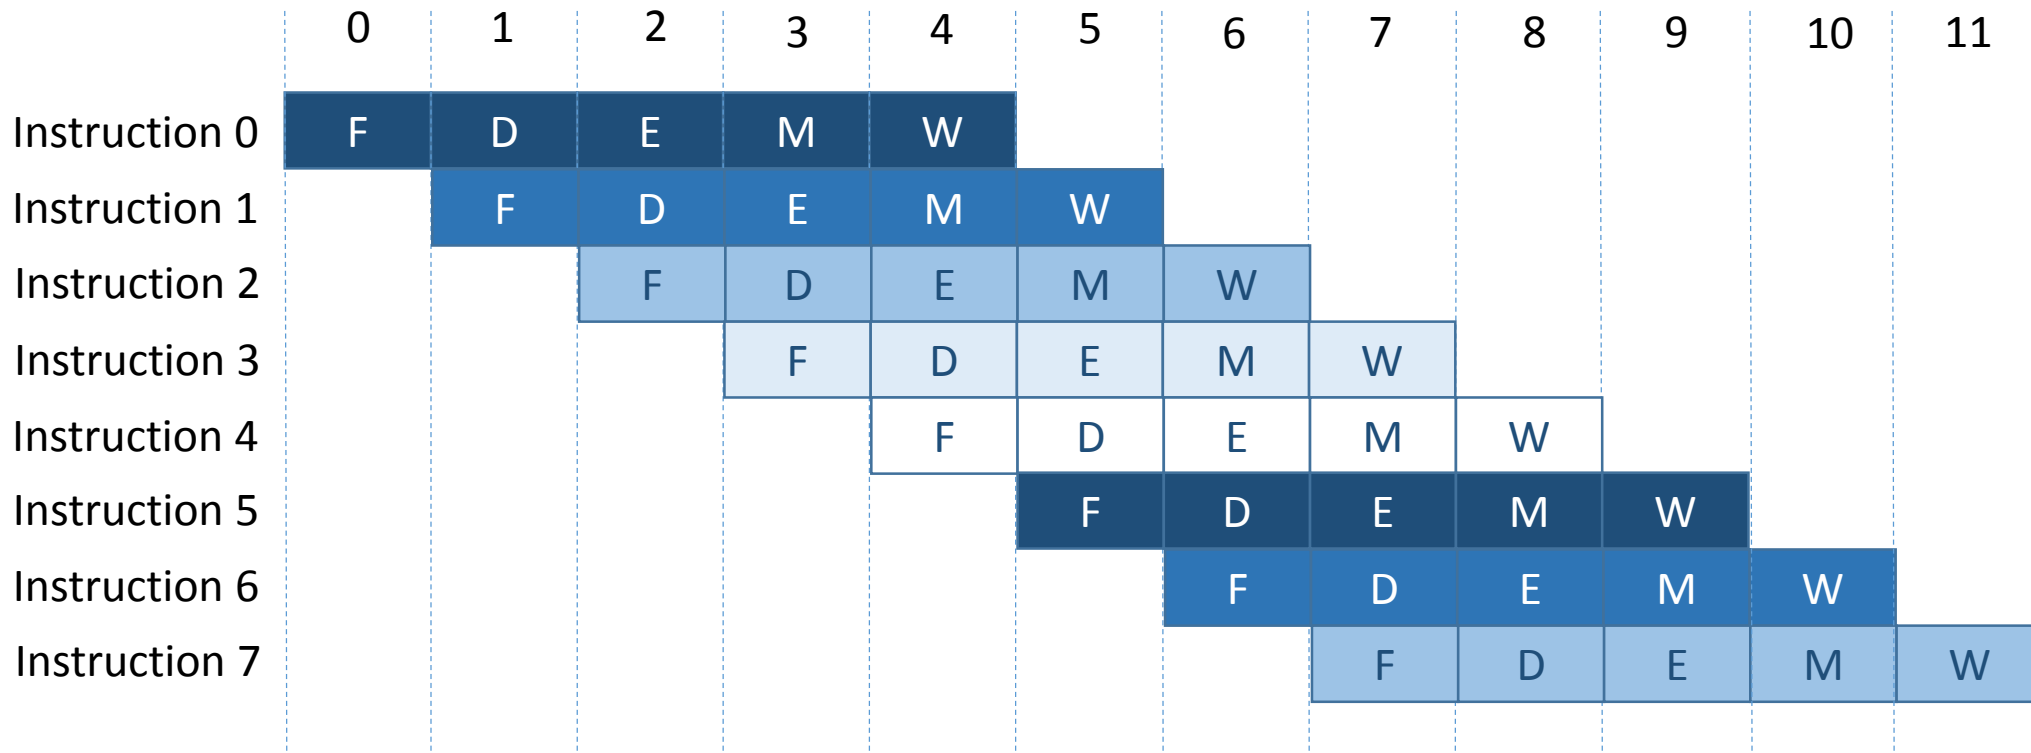 0 1 2 3 4 5 6 7 8 9 10 11
Instruction 0 F D E M W
Instruction 1 F D E M W
Instruction 2 F D E M W
Instruction 3 F D E M W
Instruction 4 F D E M W
Instruction 5 F D E M W
Instruction 6 F D E M W
Instruction 7 F D E M W